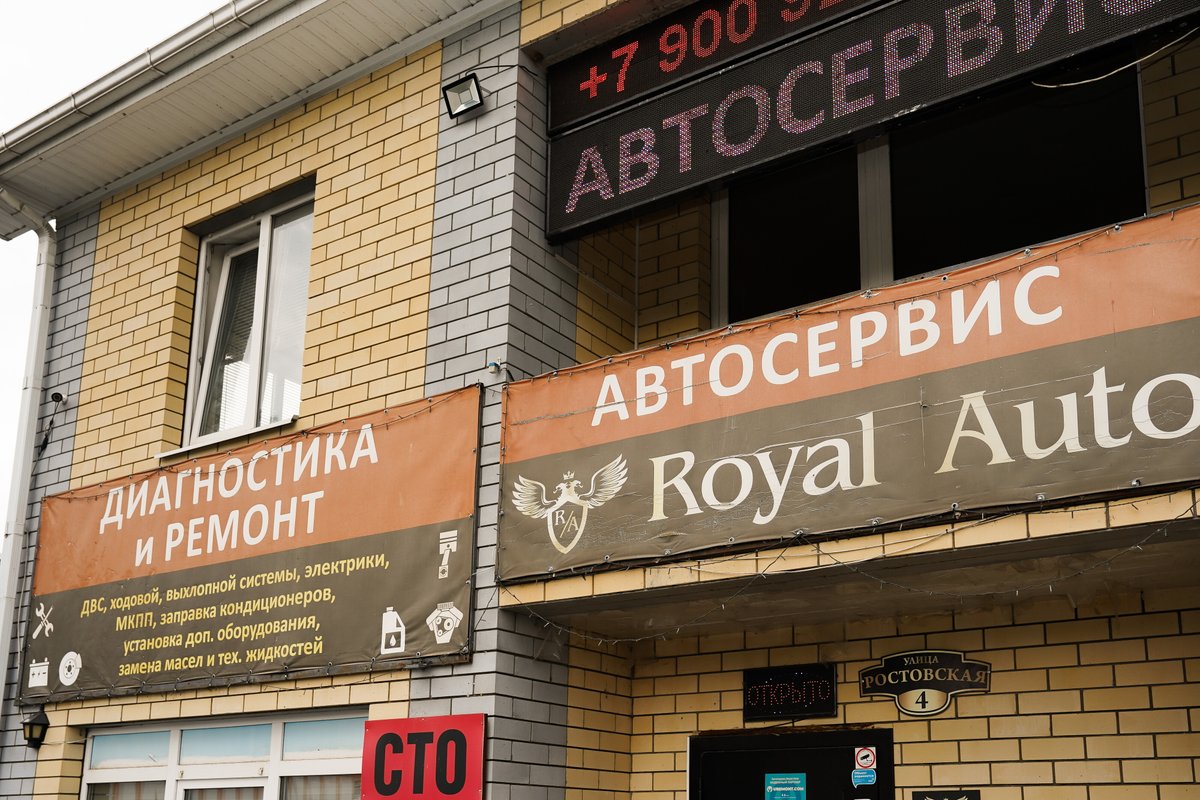 +7 900 9
АВТОСЕРВИС
АВТОСЕРВИС
Royal Auto
R/A
ДИАГНОСТИКА
и РЕМОНТ
ДВС, ходовой, выхлопной системы, электрики,
МКПП, заправка кондиционеров,
установка доп. оборудования,
замена масел и тех. жидкостей
СТО
ОТКРЫТО
УЛИЦА
РОСТОВСКАЯ
4